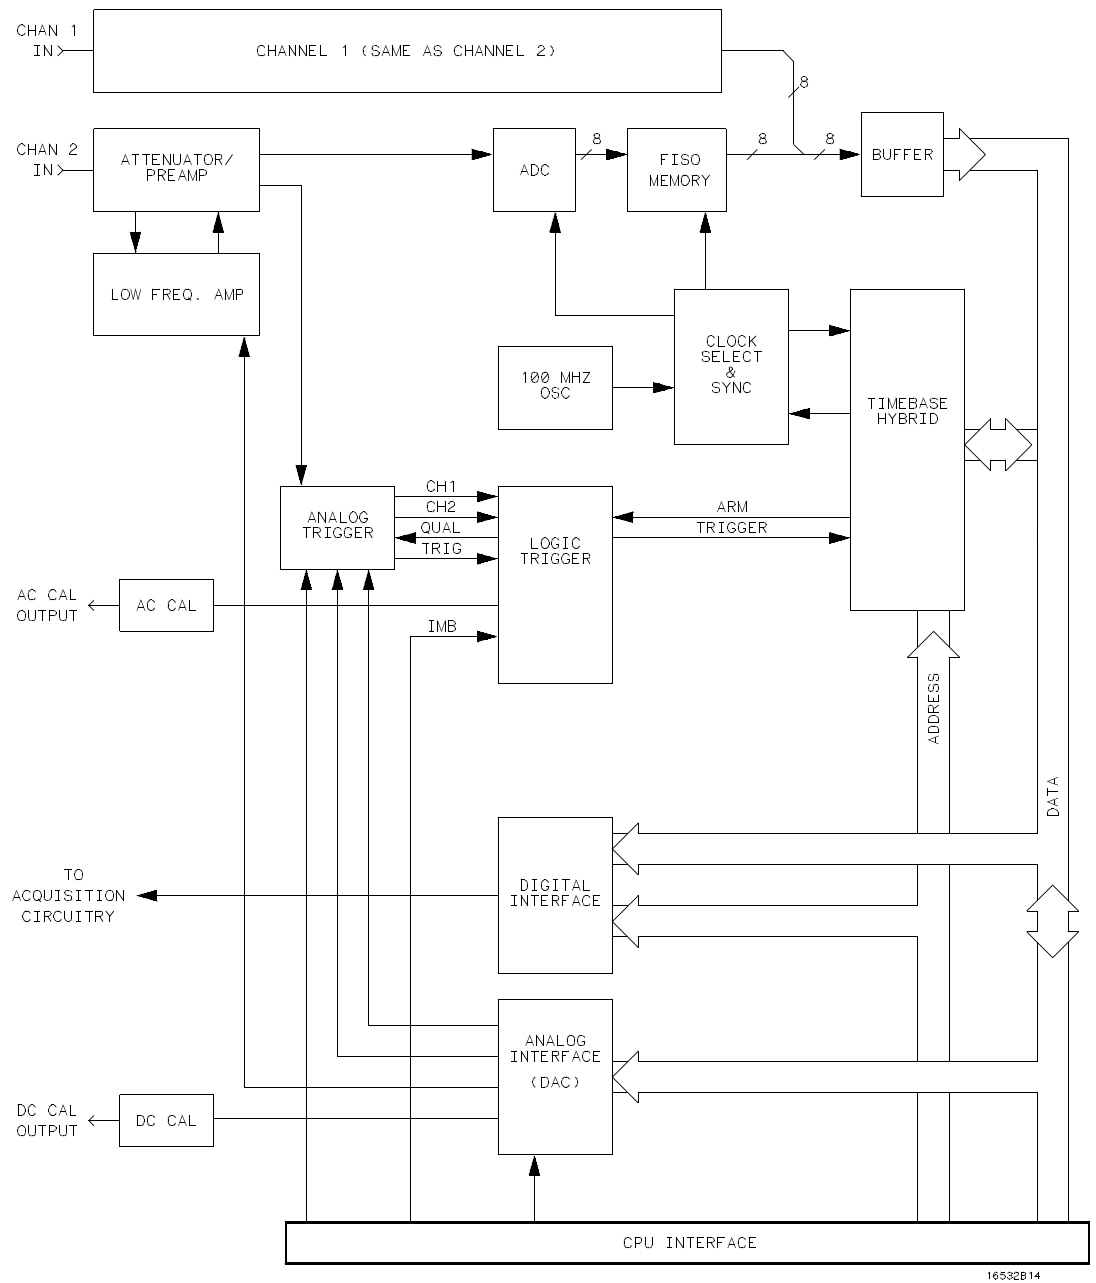 CHAN 1
IN
CHANNEL 1 (SAME AS CHANNEL 2)
8
CHAN 2
IN
ATTENUATOR/
PREAMP
ADC
8
FISO
MEMORY
8
8
BUFFER
LOW FREQ. AMP
CLOCK
SELECT
&
SYNC
100 MHZ
OSC
TIMEBASE
HYBRID
ANALOG
TRIGGER
CH1
CH2
QUAL
TRIG
LOGIC
TRIGGER
ARM
TRIGGER
AC CAL
OUTPUT
AC CAL
IMB
ADDRESS
DATA
TO
ACQUISITION
CIRCUITRY
DIGITAL
INTERFACE
ANALOG
INTERFACE
(DAC)
DC CAL
OUTPUT
DC CAL
CPU INTERFACE
16532B14